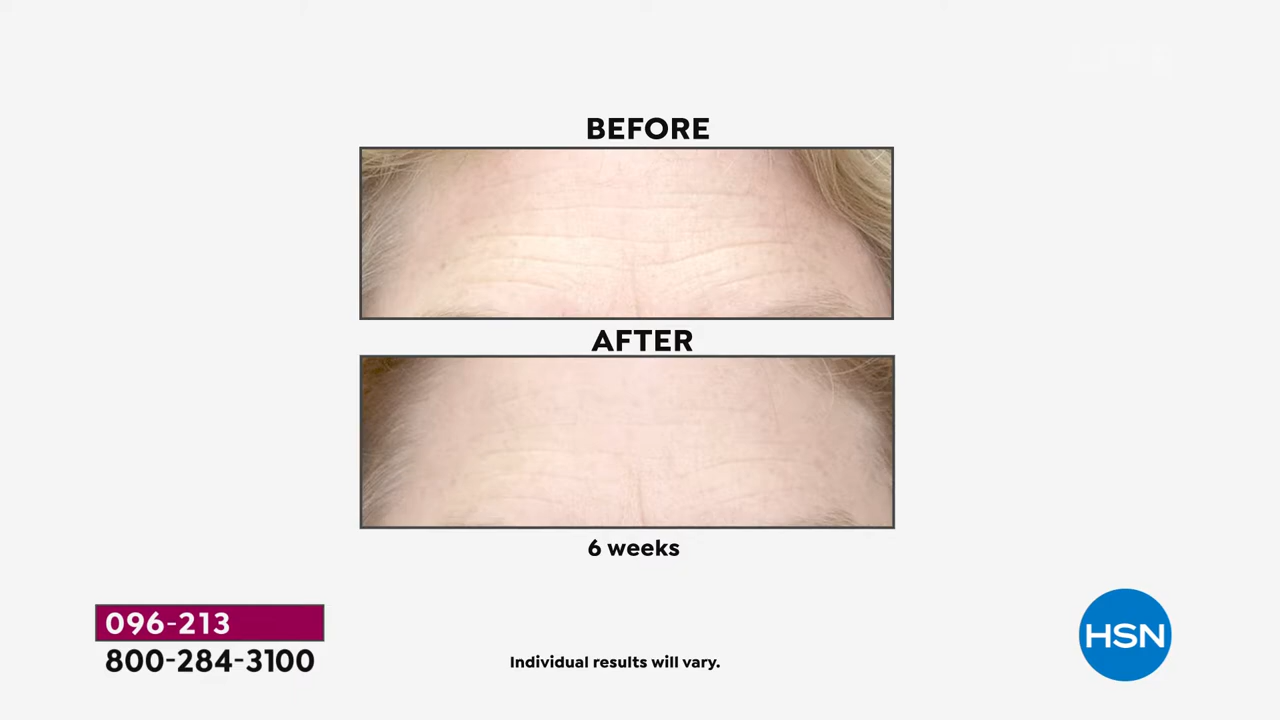 BEFORE
AFTER
6 weeks
096-213
800-284-3100
Individual results will vary.
HSN